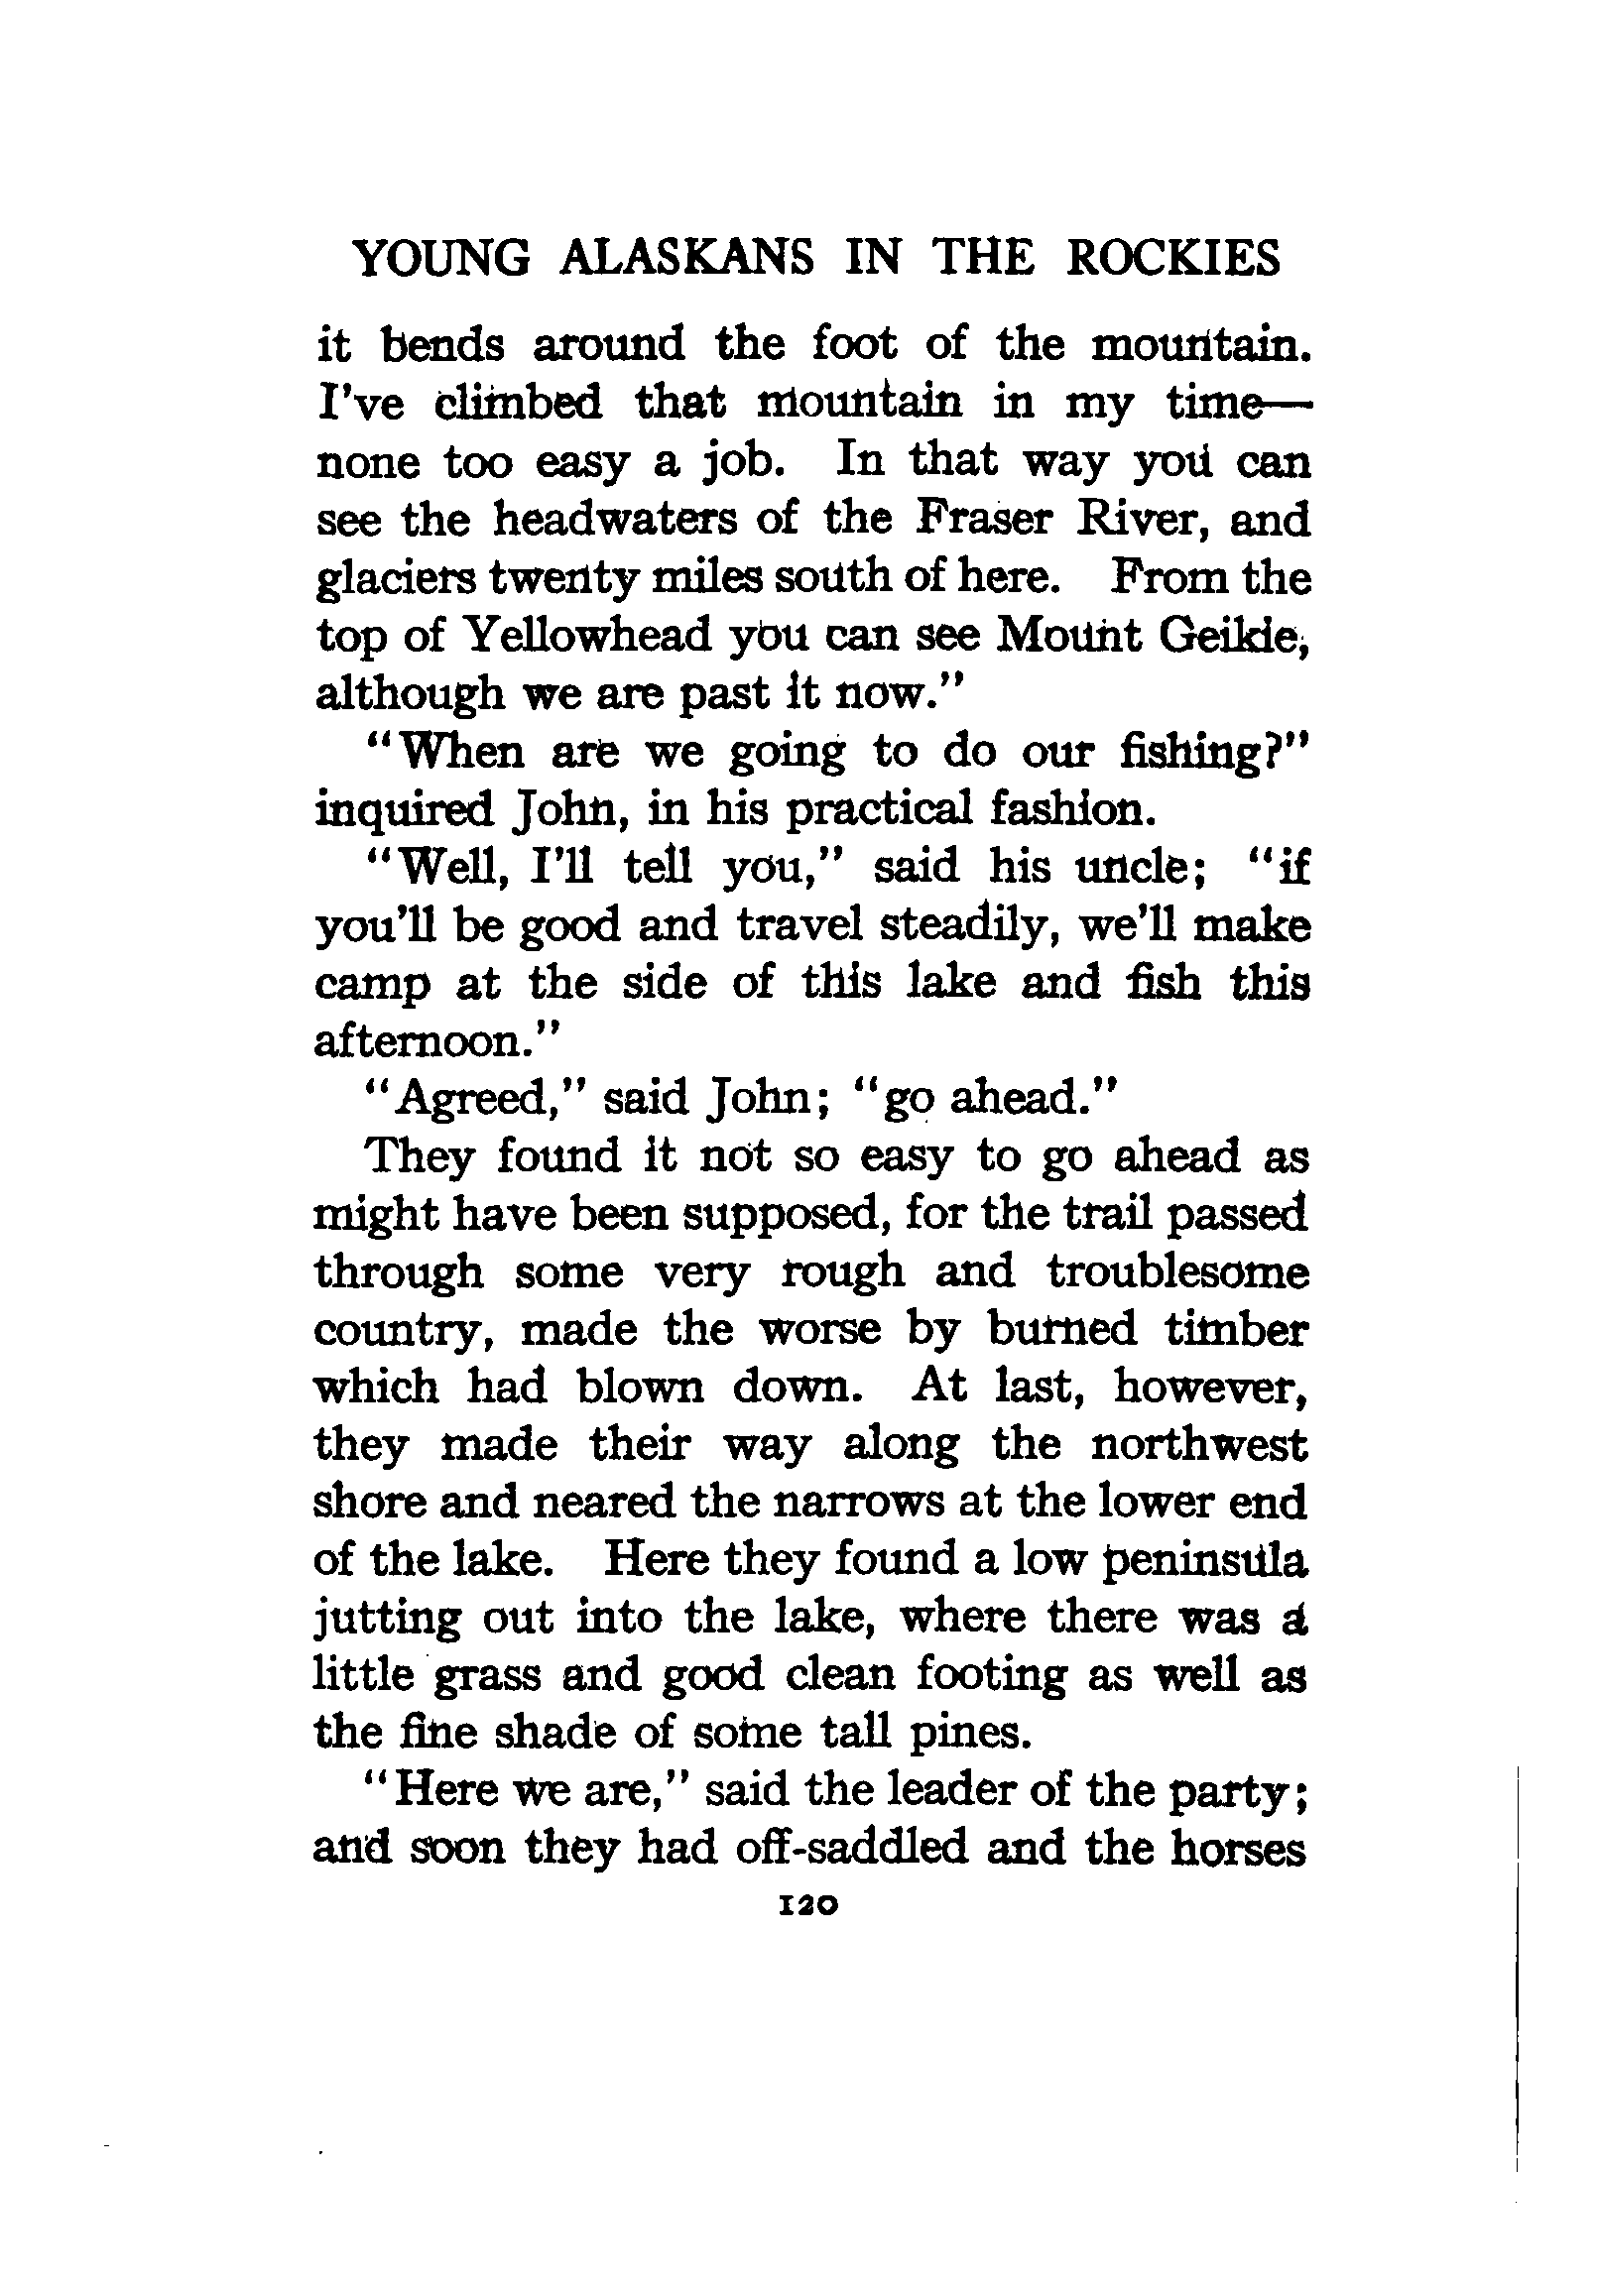 YOUNG ALASKANS IN THE ROCKIES
it bends around the foot of the mountain.
I've climbed that mountain in my time—
none too easy a job. In that way you can
see the headwaters of the Fraser River, and
glaciers twenty miles south of here. From the
top of Yellowhead you can see Mount Geikie,
although we are past it now."
"When are we going to do our fishing?"
inquired John, in his practical fashion.
"Well, I'll tell you," said his uncle; "if
you'll be good and travel steadily, we'll make
camp at the side of this lake and fish this
afternoon."
"Agreed," said John; "go ahead."
They found it not so easy to go ahead as
might have been supposed, for the trail passed
through some very rough and troublesome
country, made the worse by burned timber
which had blown down. At last, however,
they made their way along the northwest
shore and neared the narrows at the lower end
of the lake. Here they found a low peninsula
jutting out into the lake, where there was a
little grass and good clean footing as well as
the fine shade of some tall pines.
"Here we are," said the leader of the party;
and soon they had off-saddled and the horses
120